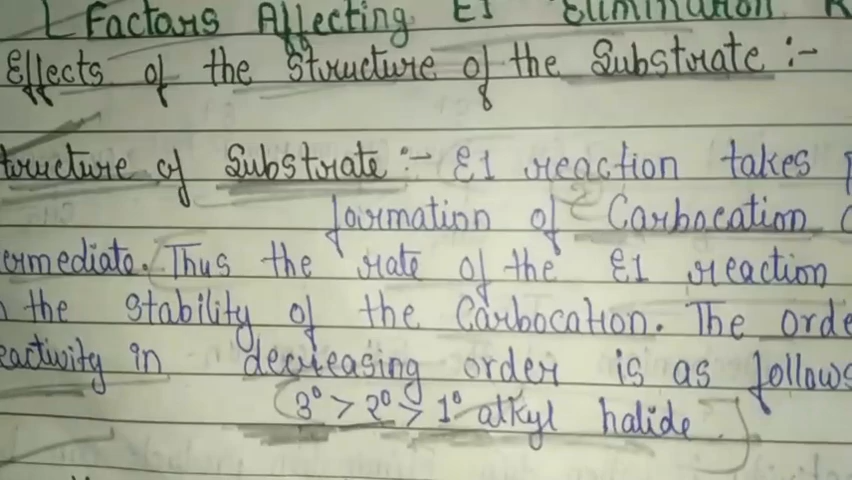 Factors Affecting E1 Elimination R
Effects of the Structure of the Substrate :-
tructure of Substrate :- E1 reaction takes p
formation of Carbocation
ermediate. Thus the rate of the E1 reaction
the stability of the Carbocation. The orde
eactivity in decreasing order is as follows
(3° > 2° > 1° alkyl halide)